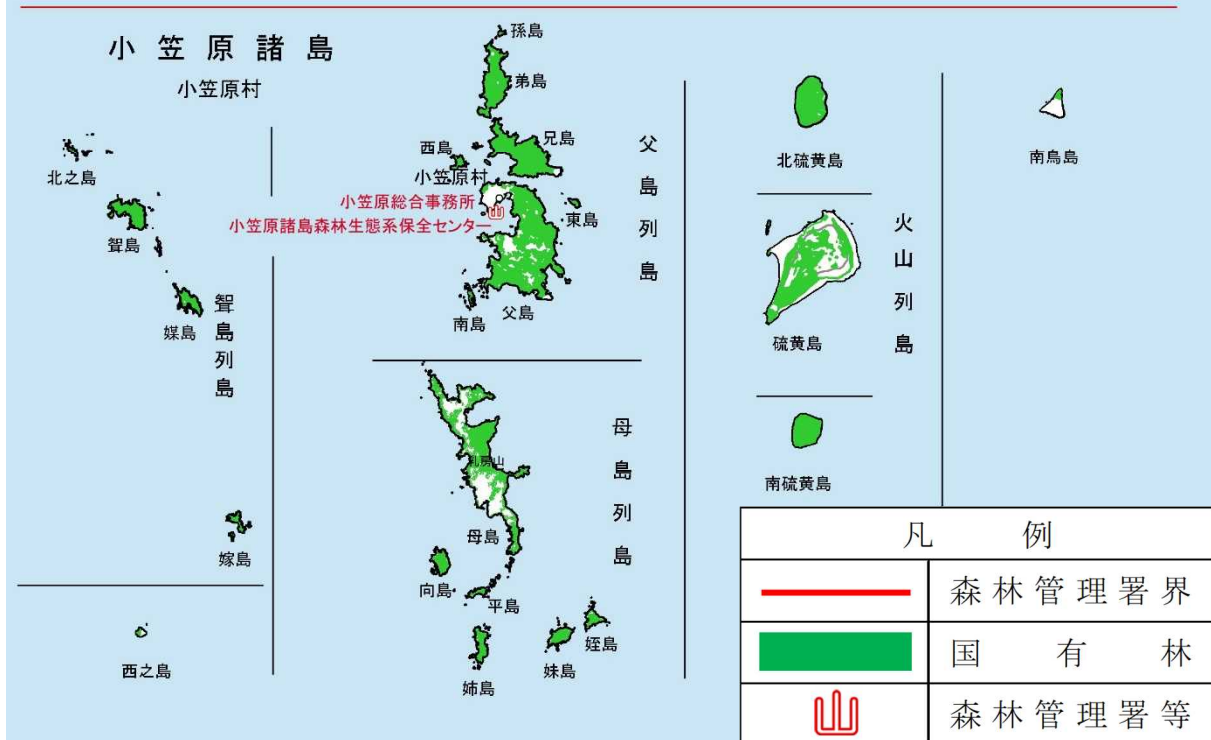 小笠原諸島
小笠原村
北之島
聟島
媒島
聟島列島
嫁島
西之島
孫島
弟島
兄島
西島
小笠原村
小笠原総合事務所
小笠原諸島森林生態系保全センター
東島
南島
父島
父島列島
乳房山
母島
向島
平島
姉島
妹島
姪島
母島列島
北硫黄島
硫黄島
火山列島
南硫黄島
南鳥島
凡例
森林管理署界
国有林
森林管理署等